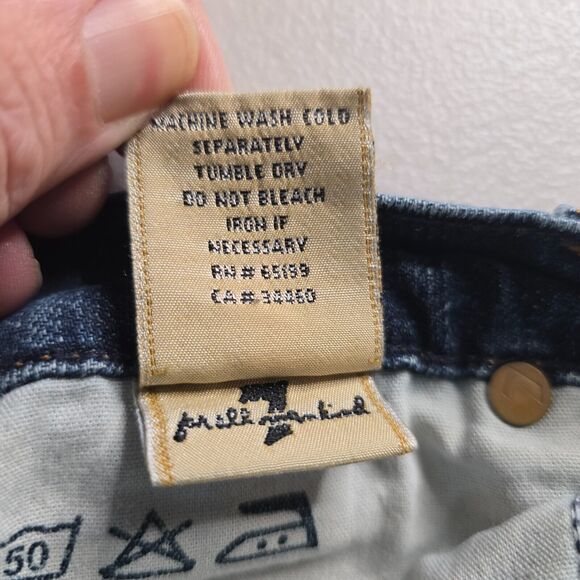 MACHINE WASH COLD
SEPARATELY
TUMBLE DRY
DO NOT BLEACH
IRON IF
NECESSARY
RN# 65199
CA# 34460
7
for all mankind
50